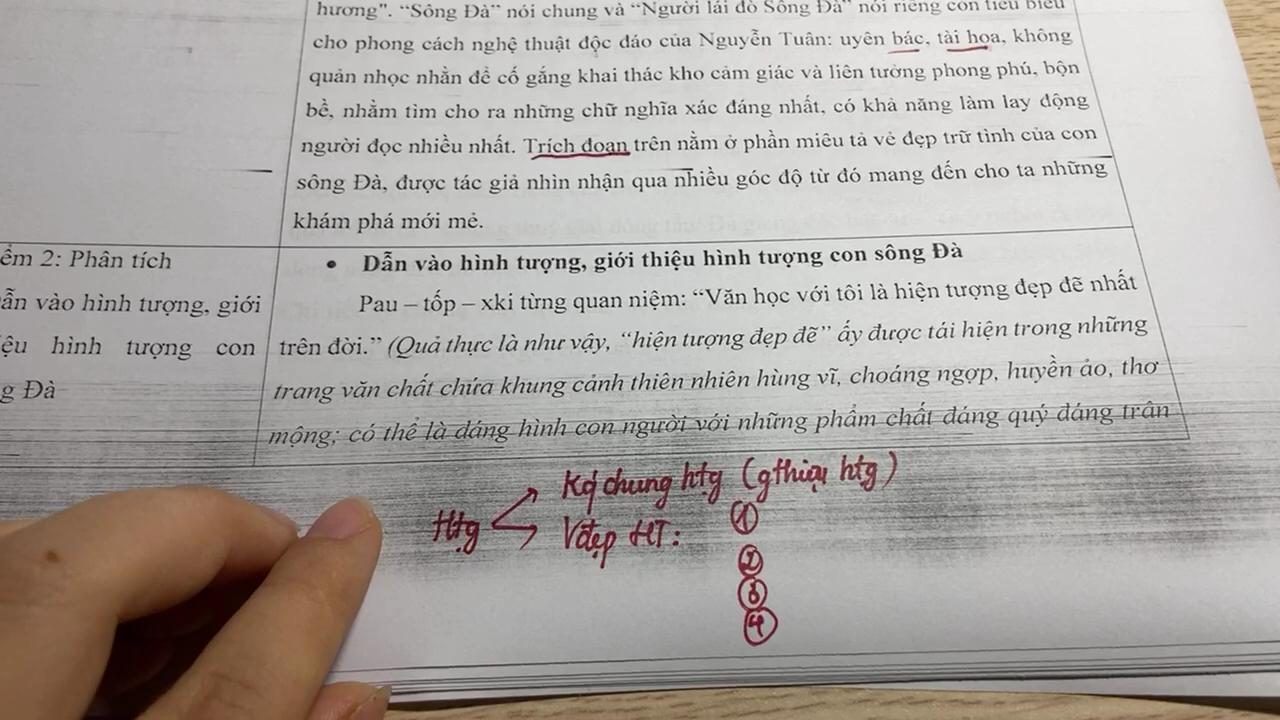 hương". "Sông Đà" nói chung và "Người lái đò Sông Đà" nói riêng còn tiêu biểu
cho phong cách nghệ thuật độc đáo của Nguyễn Tuân: uyên bác, tài hoa, không
quản nhọc nhằn để cố gắng khai thác kho cảm giác và liên tưởng phong phú, bộn
bề, nhằm tìm cho ra những chữ nghĩa xác đáng nhất, có khả năng làm lay động
người đọc nhiều nhất. Trích đoạn trên nằm ở phần miêu tả vẻ đẹp trữ tình của con
sông Đà, được tác giả nhìn nhận qua nhiều góc độ từ đó mang đến cho ta những
khám phá mới mẻ.
ểm 2: Phân tích
ẫn vào hình tượng, giới
iệu hình tượng con
g Đà
• Dẫn vào hình tượng, giới thiệu hình tượng con sông Đà
Pau – tốp – xki từng quan niệm: "Văn học với tôi là hiện tượng đẹp đẽ nhất
trên đời." (Quả thực là như vậy, "hiện tượng đẹp đẽ" ấy được tái hiện trong những
trang văn chất chứa khung cảnh thiên nhiên hùng vĩ, choáng ngợp, huyền ảo, thơ
mộng; có thể là dáng hình con người với những phẩm chất đáng quý đáng trân
Htg
Kq chung htg (gthiệu htg)
Vđẹp HT: ①
②
③
④